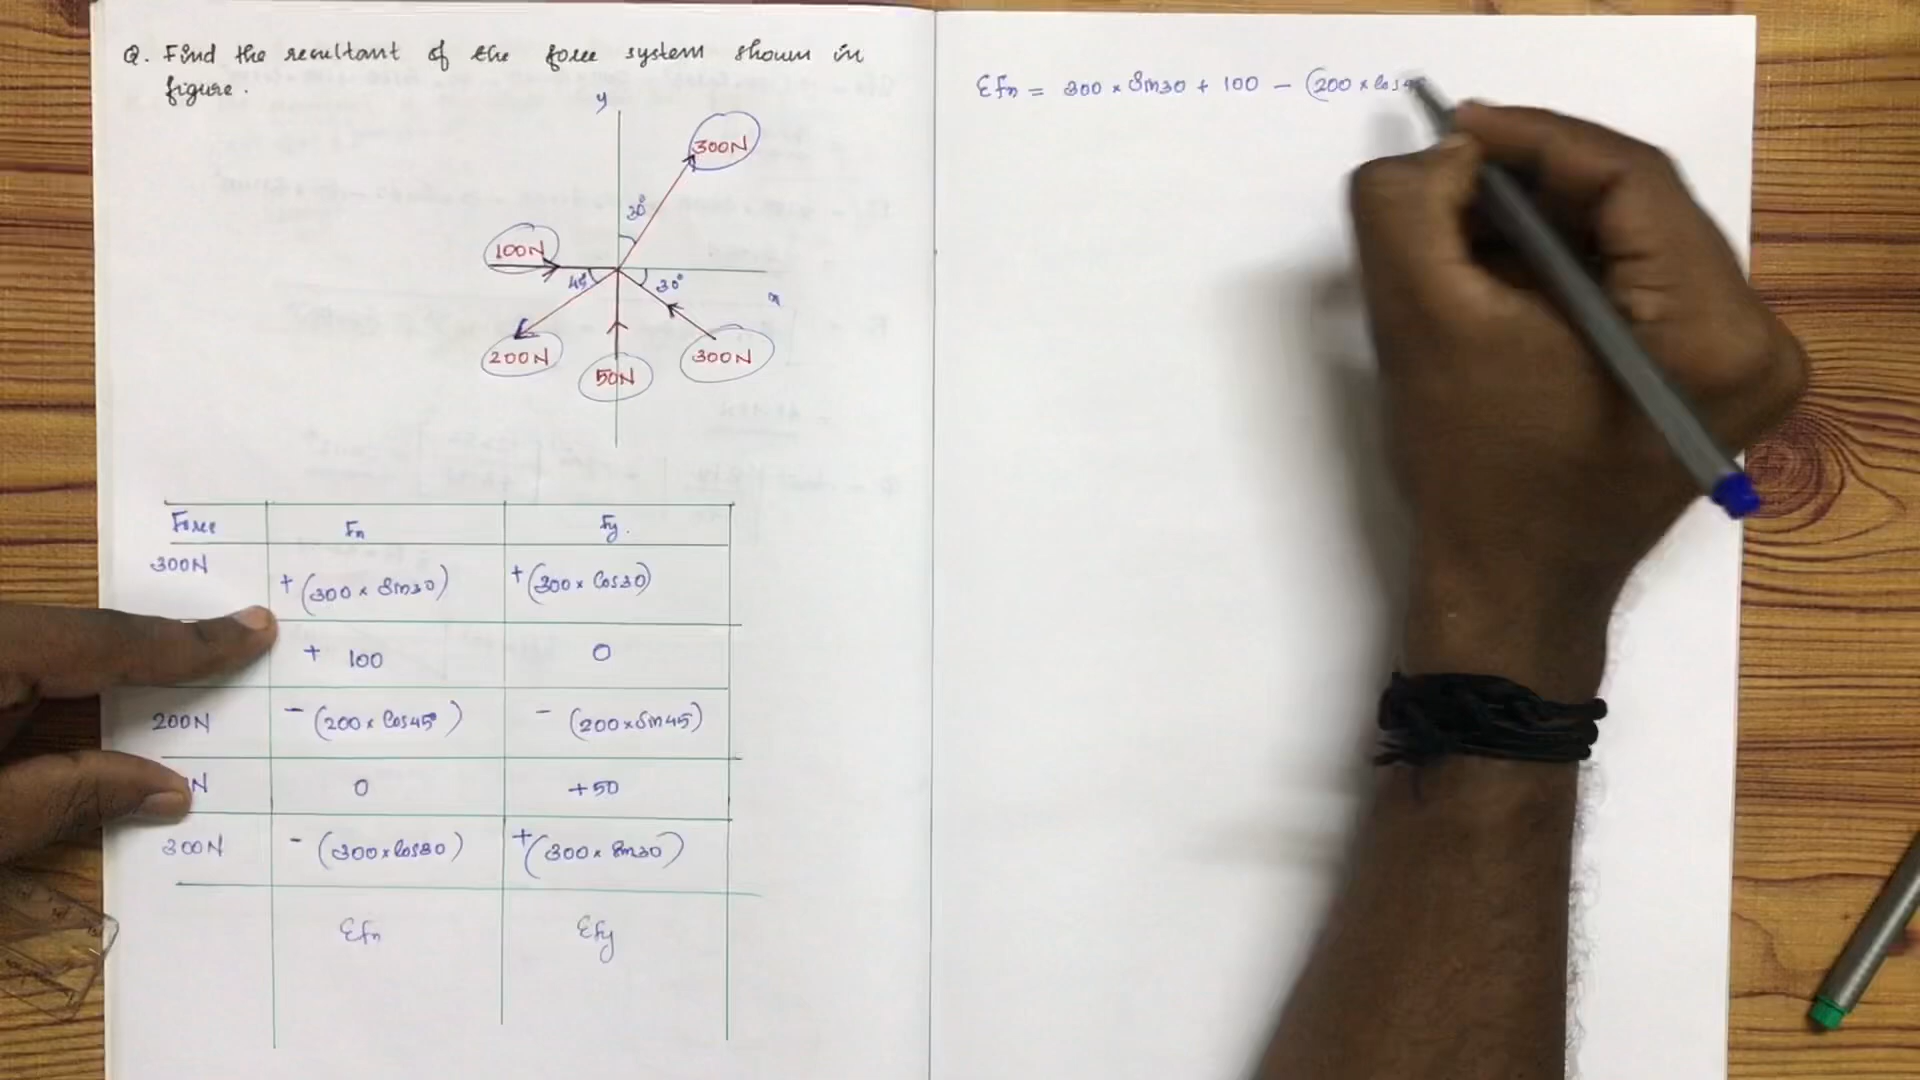 Q. Find the resultant of the force system shown in
figure.
y
300N
30°
100N
45°
30°
x
200N
50N
300N
Force Fx Fy.
300N +(300 × Sin30) +(300 × Cos30)
+ 100 0
200N -(200 × Cos45°) -(200×Sin45)
N 0 +50
300N -(300×Cos30) +(300× Sin30)
Σfx Σfy
Σfx = 300 × Sin30 + 100 - (200 × Cos45